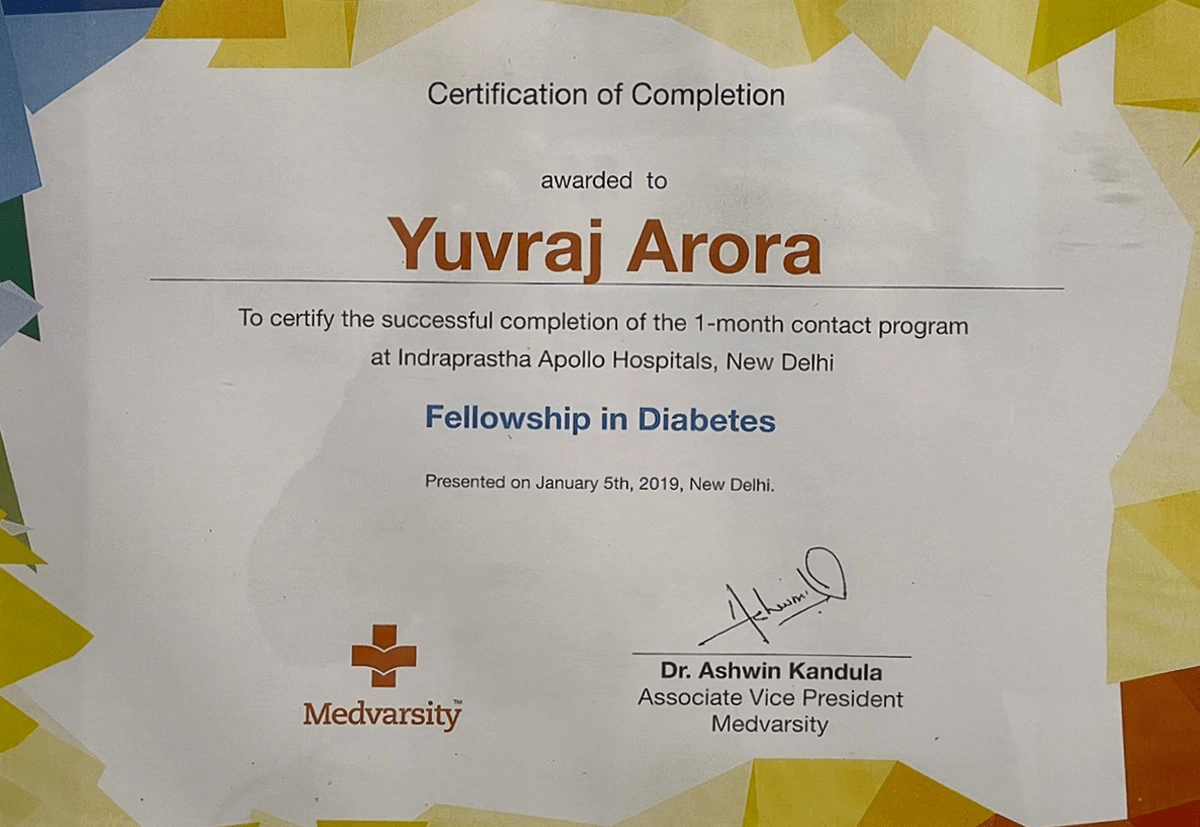 Certification of Completion
awarded to
Yuvraj Arora
To certify the successful completion of the 1-month contact program
at Indraprastha Apollo Hospitals, New Delhi
Fellowship in Diabetes
Presented on January 5th, 2019, New Delhi.
Ashwin
Medvarsity™
Dr. Ashwin Kandula
Associate Vice President
Medvarsity